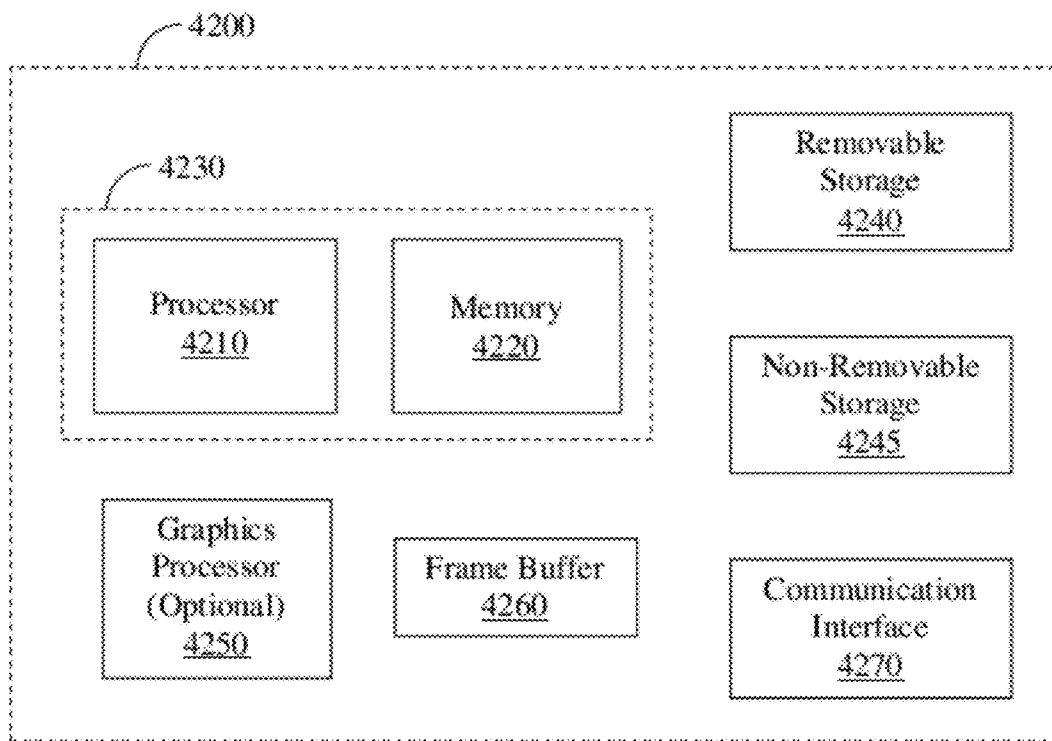 4200
4230
Processor
4210
Memory
4220
Removable
Storage
4240
Non-Removable
Storage
4245
Graphics
Processor
(Optional)
4250
Frame Buffer
4260
Communication
Interface
4270